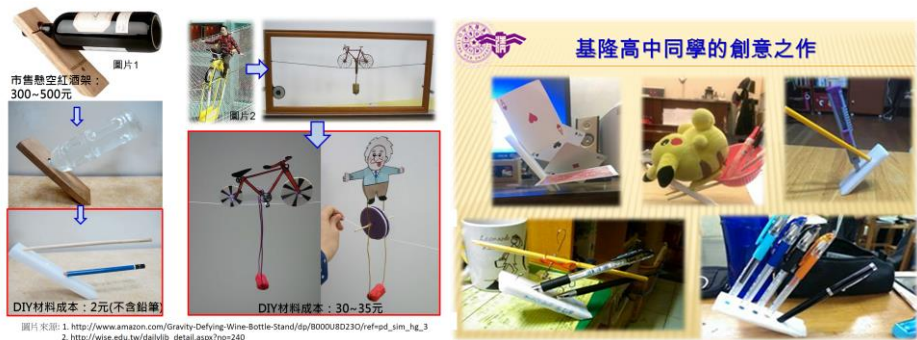 圖片1
市售懸空紅酒架：
300~500元
DIY材料成本：2元(不含鉛筆)
圖片2
DIY材料成本：30~35元
圖片來源: 1. http://www.amazon.com/Gravity-Defying-Wine-Bottle-Stand/dp/B000U8D23O/ref=pd_sim_hg_3
2. http://wise.edu.tw/dailylib_detail.aspx?no=240
基隆高中同學的創意之作